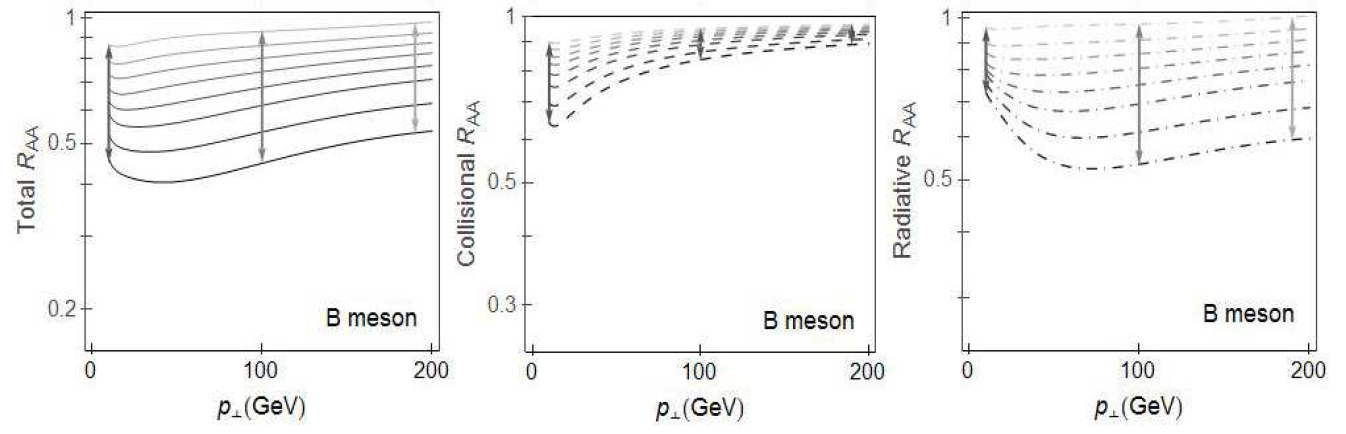 Total R_AA
1
0.5
0.2
B meson
0
100
200
p⊥(GeV)
Collisional R_AA
1
0.5
0.3
B meson
0
100
200
p⊥(GeV)
Radiative R_AA
1
0.5
B meson
0
100
200
p⊥(GeV)